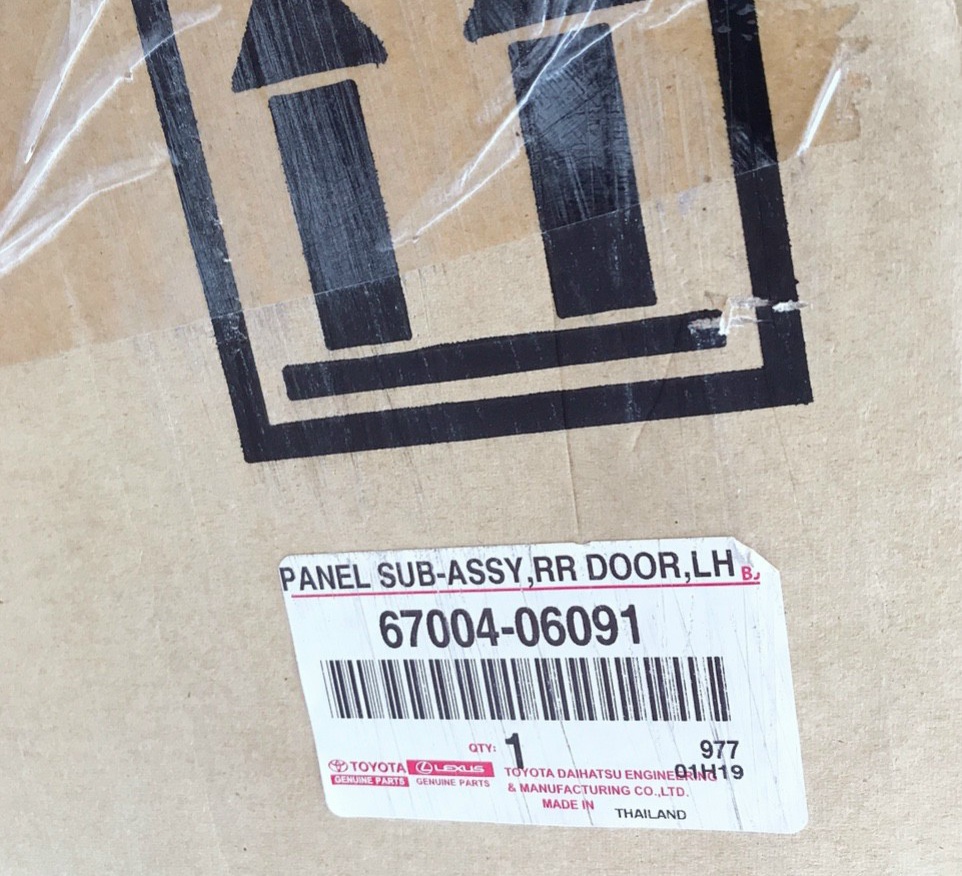 PANEL SUB-ASSY,RR DOOR,LH
67004-06091
QTY: 1
977
01H19
TOYOTA
GENUINE PARTS
LEXUS
GENUINE PARTS
TOYOTA DAIHATSU ENGINEERING
& MANUFACTURING CO.,LTD.
MADE IN THAILAND